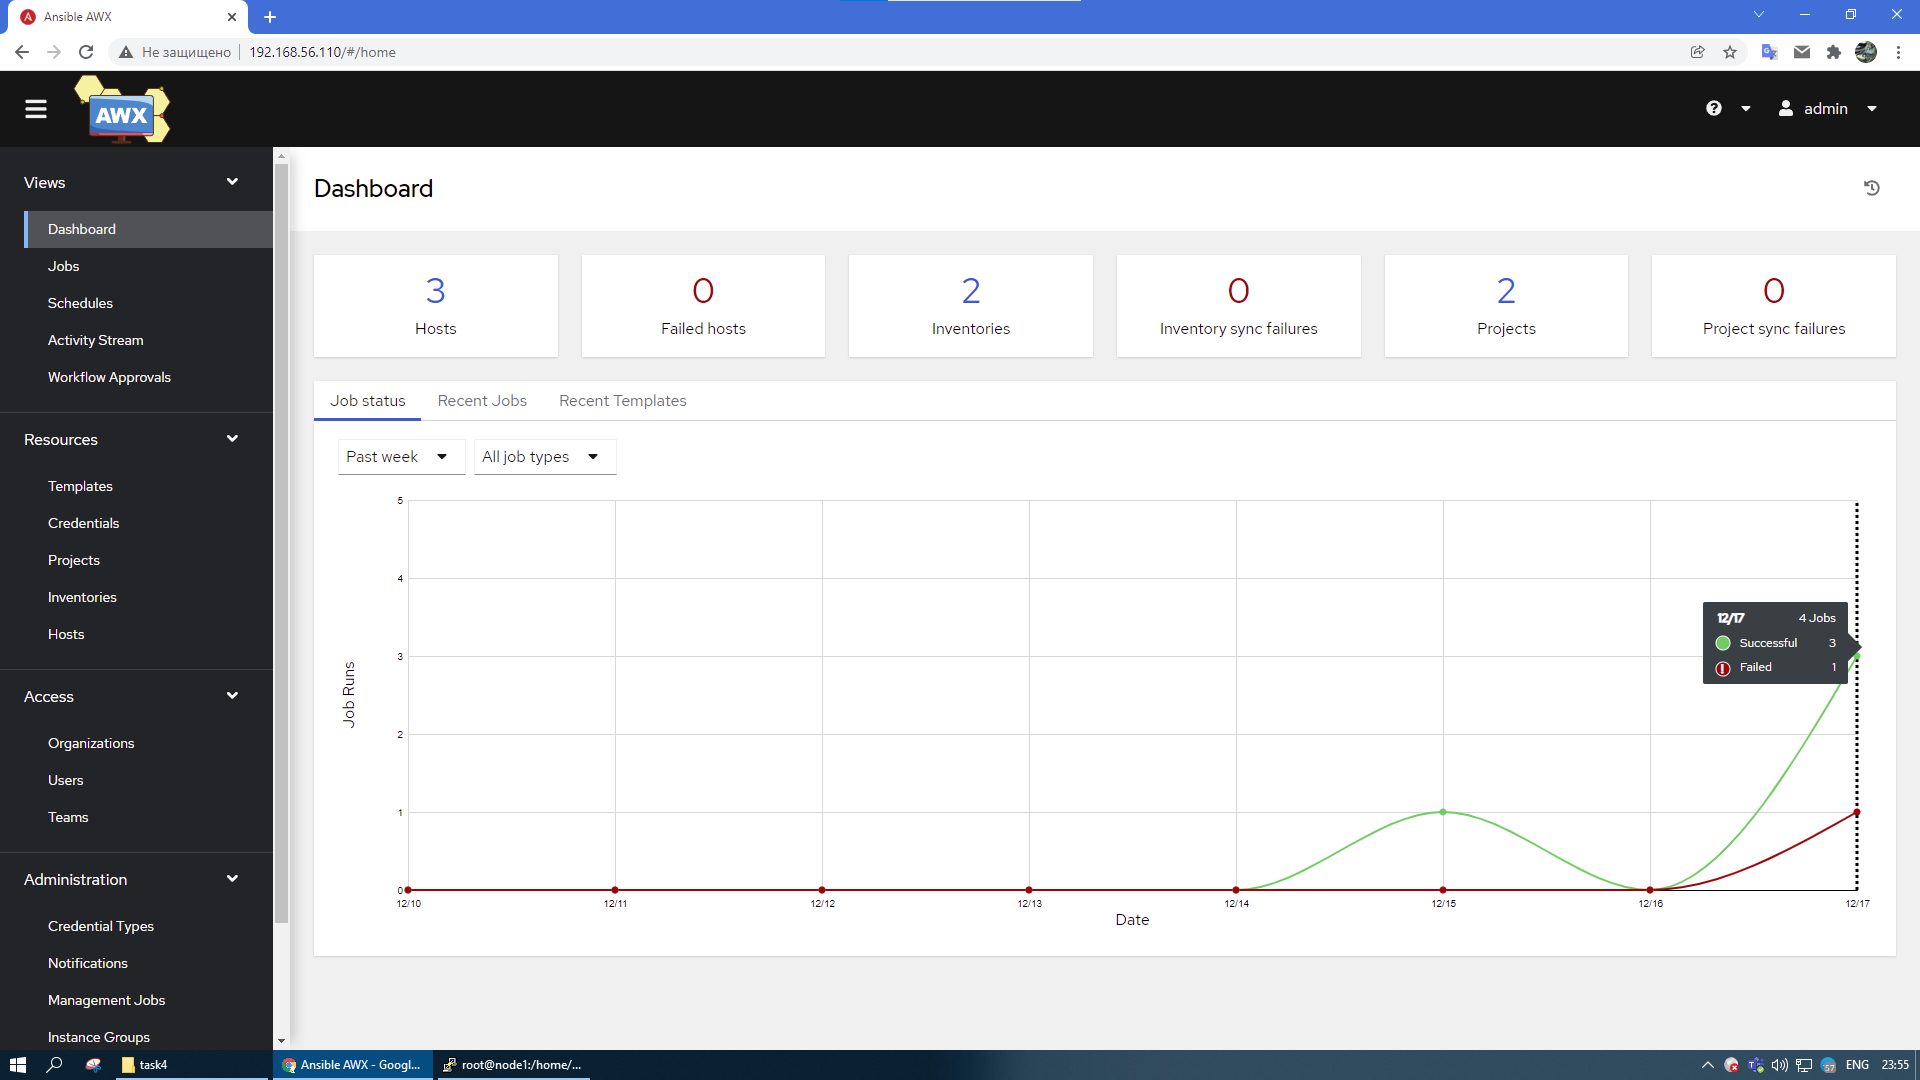 Ansible AWX
Не защищено
192.168.56.110/#/home
AWX
admin
Views
Dashboard
Jobs
Schedules
Activity Stream
Workflow Approvals
Resources
Templates
Credentials
Projects
Inventories
Hosts
Access
Organizations
Users
Teams
Administration
Credential Types
Notifications
Management Jobs
Instance Groups
Dashboard
3
Hosts
0
Failed hosts
2
Inventories
0
Inventory sync failures
2
Projects
0
Project sync failures
Job status
Recent Jobs
Recent Templates
Past week
All job types
5
4
3
2
1
0
Job Runs
12/17 4 Jobs
Successful 3
Failed 1
12/10 12/11 12/12 12/13 12/14 12/15 12/16 12/17
Date
task4
Ansible AWX - Googl...
root@node1:/home/...
57
ENG
23:55